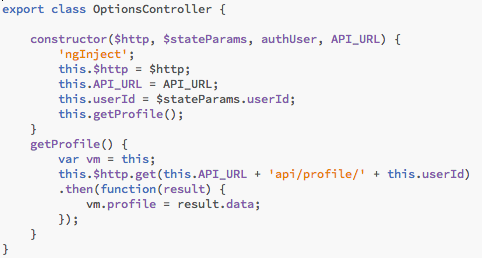 export class OptionsController {
constructor($http, $stateParams, authUser, API_URL) {
'ngInject';
this.$http = $http;
this.API_URL = API_URL;
this.userId = $stateParams.userId;
this.getProfile();
}
getProfile() {
var vm = this;
this.$http.get(this.API_URL + 'api/profile/' + this.userId)
.then(function(result) {
vm.profile = result.data;
});
}
}